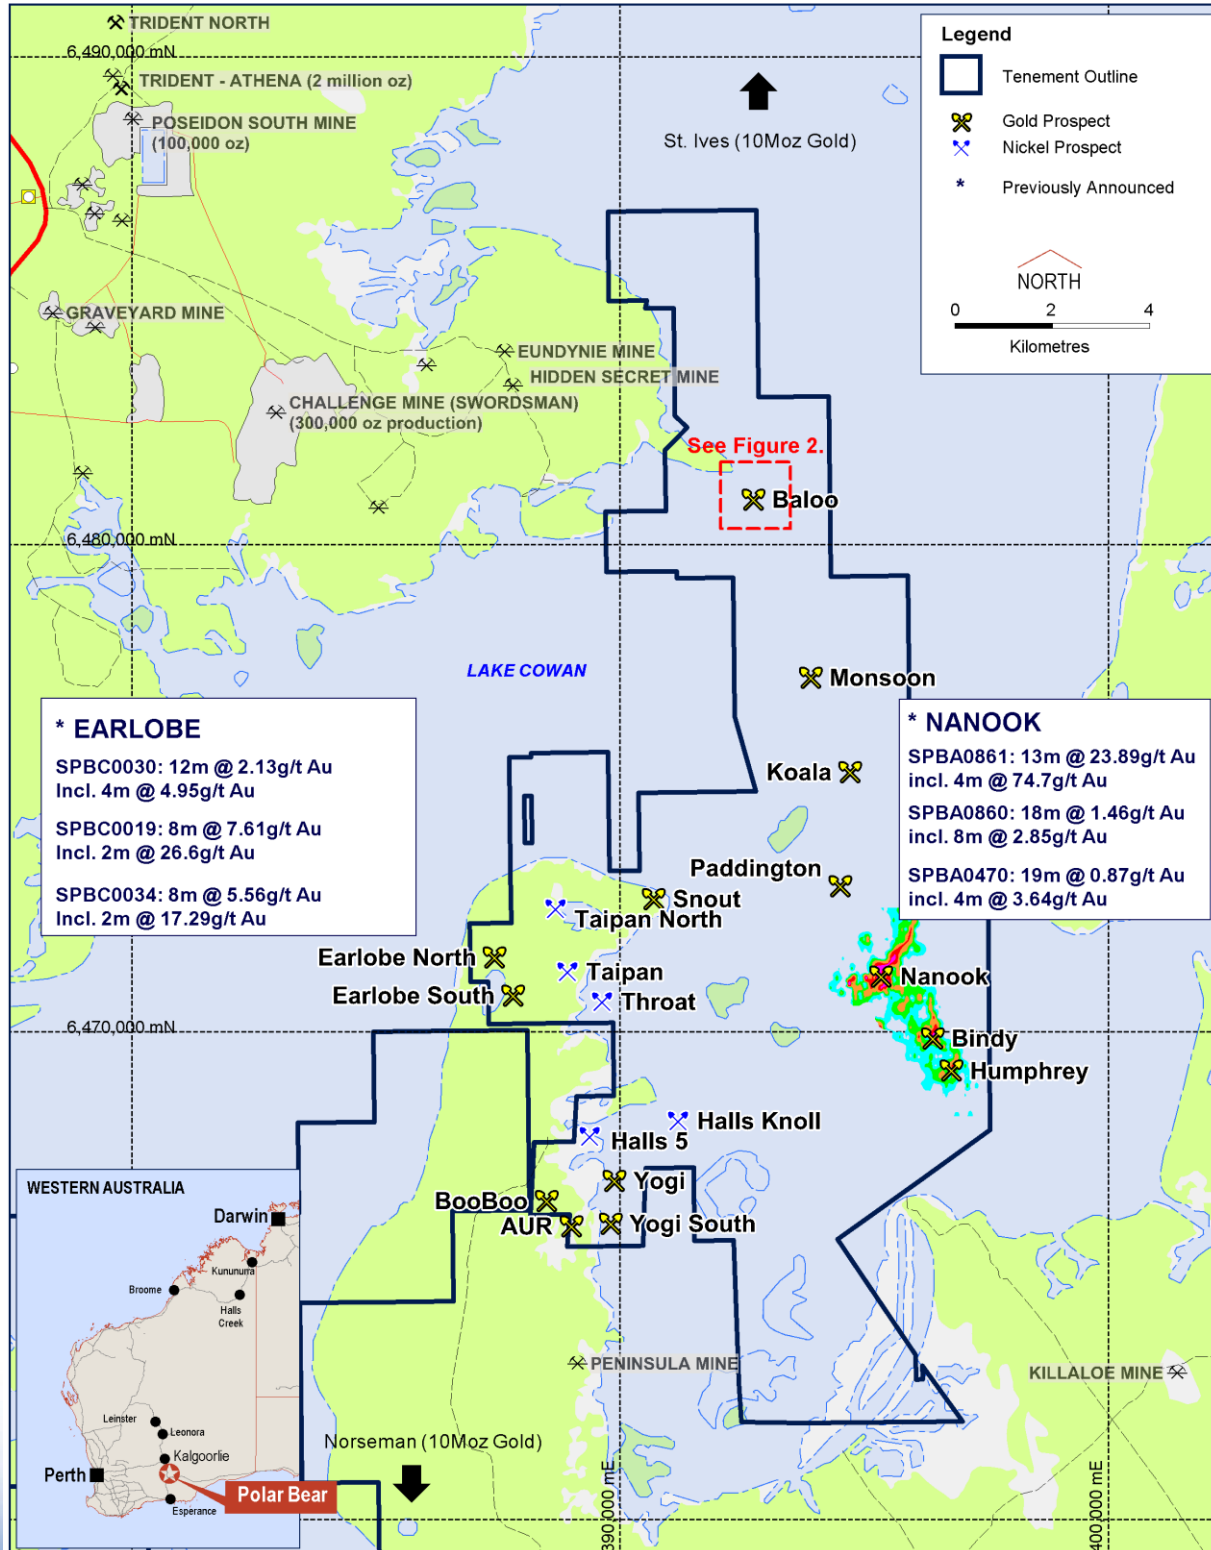 TRIDENT NORTH
6,490,000 mN
TRIDENT - ATHENA (2 million oz)
POSEIDON SOUTH MINE
(100,000 oz)
St. Ives (10Moz Gold)
Legend
Tenement Outline
Gold Prospect
Nickel Prospect
* Previously Announced
NORTH
0 2 4
Kilometres
GRAVEYARD MINE
EUNDYNIE MINE
HIDDEN SECRET MINE
CHALLENGE MINE (SWORDSMAN)
(300,000 oz production)
See Figure 2.
Baloo
6,480,000 mN
LAKE COWAN
Monsoon
* EARLOBE
SPBC0030: 12m @ 2.13g/t Au
Incl. 4m @ 4.95g/t Au
SPBC0019: 8m @ 7.61g/t Au
Incl. 2m @ 26.6g/t Au
SPBC0034: 8m @ 5.56g/t Au
Incl. 2m @ 17.29g/t Au
* NANOOK
SPBA0861: 13m @ 23.89g/t Au
incl. 4m @ 74.7g/t Au
SPBA0860: 18m @ 1.46g/t Au
incl. 8m @ 2.85g/t Au
SPBA0470: 19m @ 0.87g/t Au
incl. 4m @ 3.64g/t Au
Koala
Paddington
Snout
Taipan North
Earlobe North
Taipan
Nanook
Earlobe South
Throat
6,470,000 mN
Bindy
Humphrey
Halls Knoll
Halls 5
Yogi
BooBoo
AUR
Yogi South
PENINSULA MINE
KILLALOE MINE
Norseman (10Moz Gold)
390,000 mE
400,000 mE
WESTERN AUSTRALIA
Darwin
Kununurra
Broome
Halls
Creek
Leinster
Leonora
Kalgoorlie
Perth
Polar Bear
Esperance